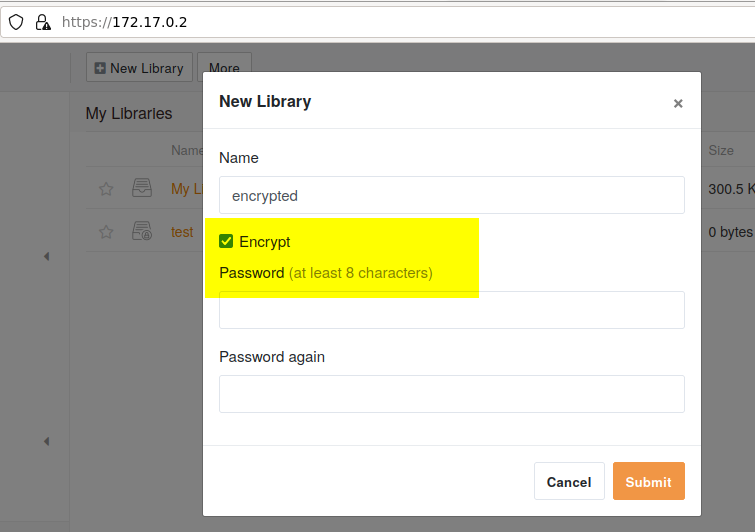 https://172.17.0.2
New Library
More
My Libraries
Name
Size
My Li
300.5 K
test
0 bytes
New Library
×
Name
encrypted
Encrypt
Password (at least 8 characters)
Password again
Cancel
Submit